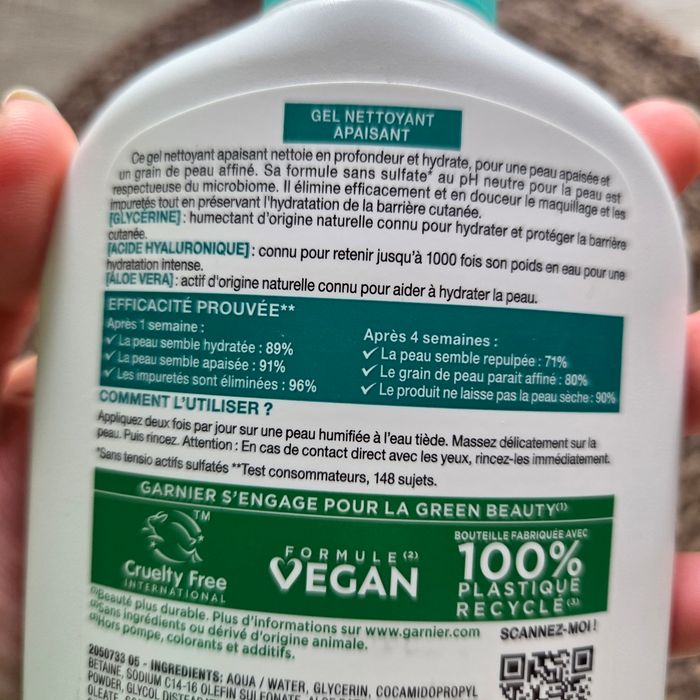 GEL NETTOYANT
APAISANT
Ce gel nettoyant apaisant nettoie en profondeur et hydrate, pour une peau apaisée et
un grain de peau affiné. Sa formule sans sulfate* au pH neutre pour la peau est
respectueuse du microbiome. Il élimine efficacement et en douceur le maquillage et les
impuretés tout en préservant l'hydratation de la barrière cutanée.
[GLYCÉRINE] : humectant d'origine naturelle connu pour hydrater et protéger la barrière
cutanée.
[ACIDE HYALURONIQUE] : connu pour retenir jusqu'à 1000 fois son poids en eau pour une
hydratation intense.
[ALOE VERA] : actif d'origine naturelle connu pour aider à hydrater la peau.
EFFICACITÉ PROUVÉE**
Après 1 semaine :
✓ La peau semble hydratée : 89%
✓ La peau semble apaisée : 91%
✓ Les impuretés sont éliminées : 96%
Après 4 semaines :
✓ La peau semble repulpée : 71%
✓ Le grain de peau parait affiné : 80%
✓ Le produit ne laisse pas la peau sèche : 90%
COMMENT L'UTILISER ?
Appliquez deux fois par jour sur une peau humifiée à l'eau tiède. Massez délicatement sur la
peau. Puis rincez. Attention : En cas de contact direct avec les yeux, rincez-les immédiatement.
*Sans tensio actifs sulfatés **Test consommateurs, 148 sujets.
GARNIER S'ENGAGE POUR LA GREEN BEAUTY(1)
TM
Cruelty Free
INTERNATIONAL
FORMULE (2)
VEGAN
BOUTEILLE FABRIQUÉE AVEC
100%
PLASTIQUE
RECYCLÉ(3)
(1)Beauté plus durable. Plus d'informations sur www.garnier.com
(2)Sans ingrédients ou dérivé d'origine animale.
(3)Hors pompe, colorants et additifs.
SCANNEZ-MOI !
2050733 05 - INGREDIENTS: AQUA / WATER, GLYCERIN, COCAMIDOPROPYL
BETAINE, SODIUM C14-16 OLEFIN SULFONATE, ALOE
POWDER, GLYCOL